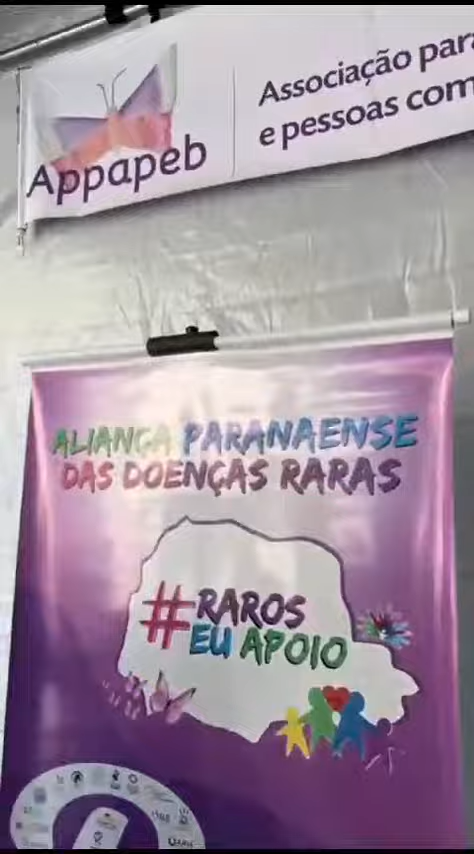 Appapeb
Associação para
e pessoas com
ALIANÇA PARANAENSE
DAS DOENÇAS RARAS
#RAROS
EU APOIO